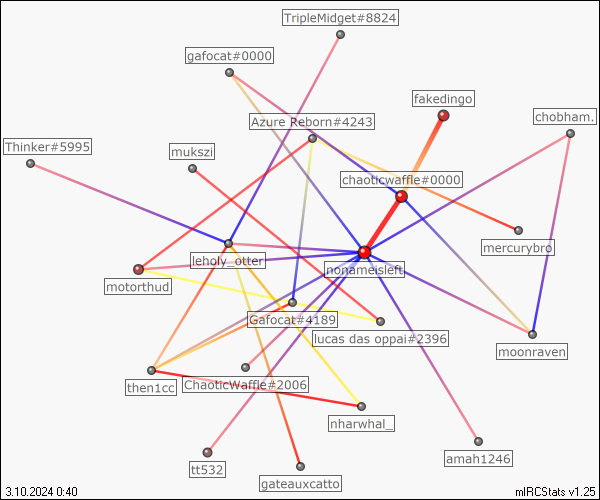 TripleMidget#8824
gafocat#0000
fakedingo
chobham.
Azure Reborn#4243
Thinker#5995
mukszi
chaoticwaffle#0000
mercurybro
leholy_otter
nonameisleft
motorthud
Gafocat#4189
lucas das oppai#2396
moonraven
then1cc
ChaoticWaffle#2006
nharwhal_
amah1246
tt532
gateauxcatto
3.10.2024 0:40
mIRCStats v1.25